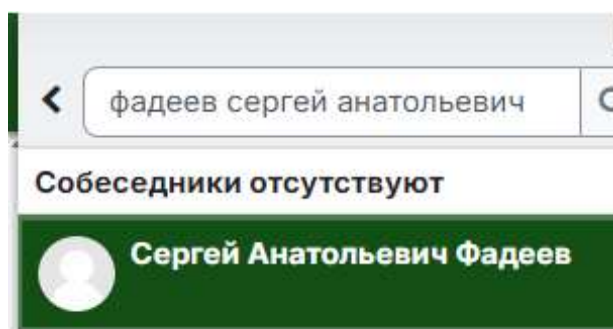 фадеев сергей анатольевич
Собеседники отсутствуют
Сергей Анатольевич Фадеев